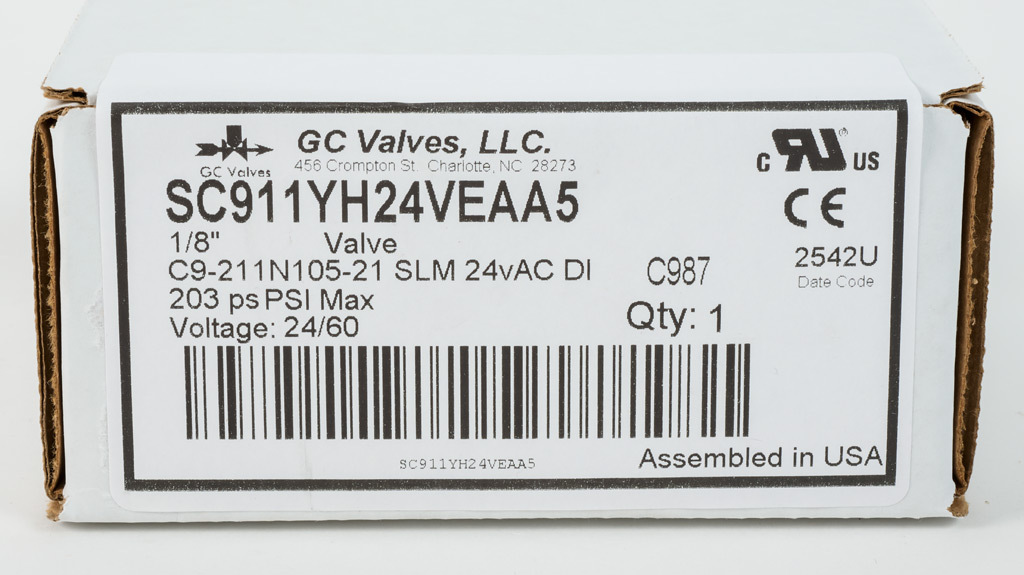 GC Valves
GC Valves, LLC.
456 Crompton St. Charlotte, NC 28273
SC911YH24VEAA5
1/8" Valve
C9-211N105-21 SLM 24vAC DI
203 ps PSI Max
Voltage: 24/60
C987
Qty: 1
c RU ® US
CE
2542U
Date Code
SC911YH24VEAA5
Assembled in USA